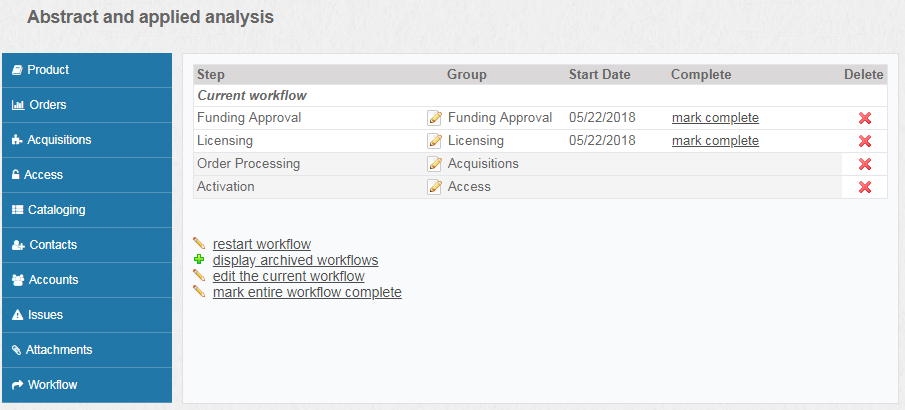 Abstract and applied analysis
Product
Orders
Acquisitions
Access
Cataloging
Contacts
Accounts
Issues
Attachments
Workflow
Step Group Start Date Complete Delete
Current workflow
Funding Approval Funding Approval 05/22/2018 mark complete
Licensing Licensing 05/22/2018 mark complete
Order Processing Acquisitions
Activation Access
restart workflow
display archived workflows
edit the current workflow
mark entire workflow complete